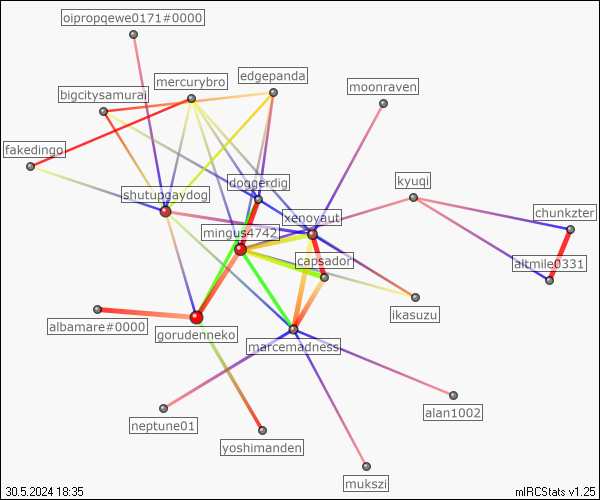 oipropqewe0171#0000
edgepanda
mercurybro
moonraven
bigcitysamurai
fakedingo
doggerdig
kyuqi
shutupgaydog
chunkzter
xenoyaut
mingus4742
capsador
altmile0331
ikasuzu
albamare#0000
gorudenneko
marcemadness
alan1002
neptune01
yoshimanden
mukszi
30.5.2024 18:35
mIRCStats v1.25